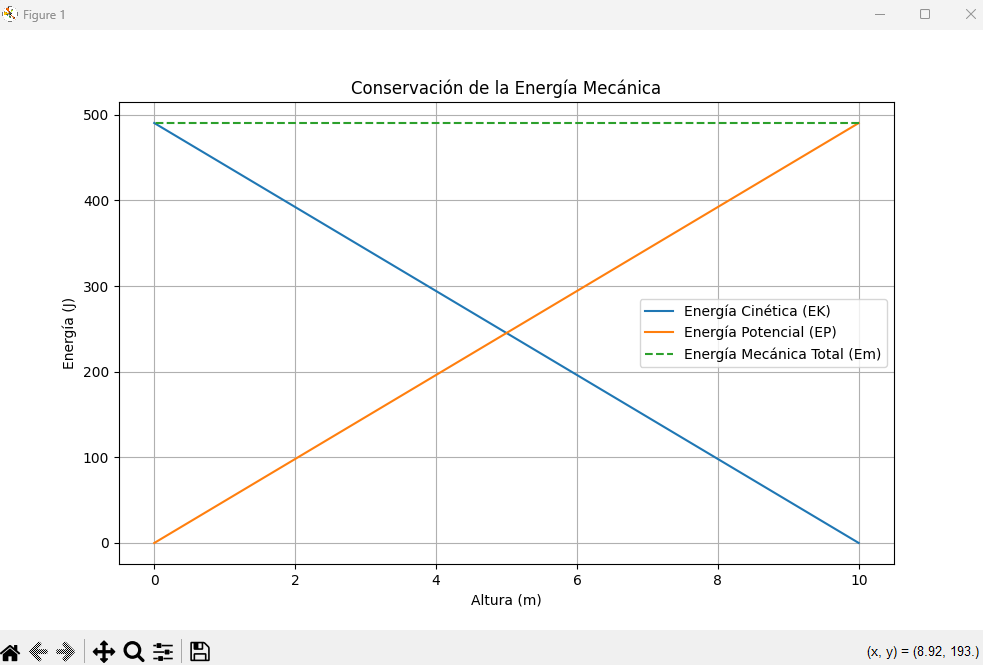 Figure 1
Conservación de la Energía Mecánica
500
400
300
200
100
0
Energía (J)
Energía Cinética (EK)
Energía Potencial (EP)
Energía Mecánica Total (Em)
0 2 4 6 8 10
Altura (m)
(x, y) = (8.92, 193.)